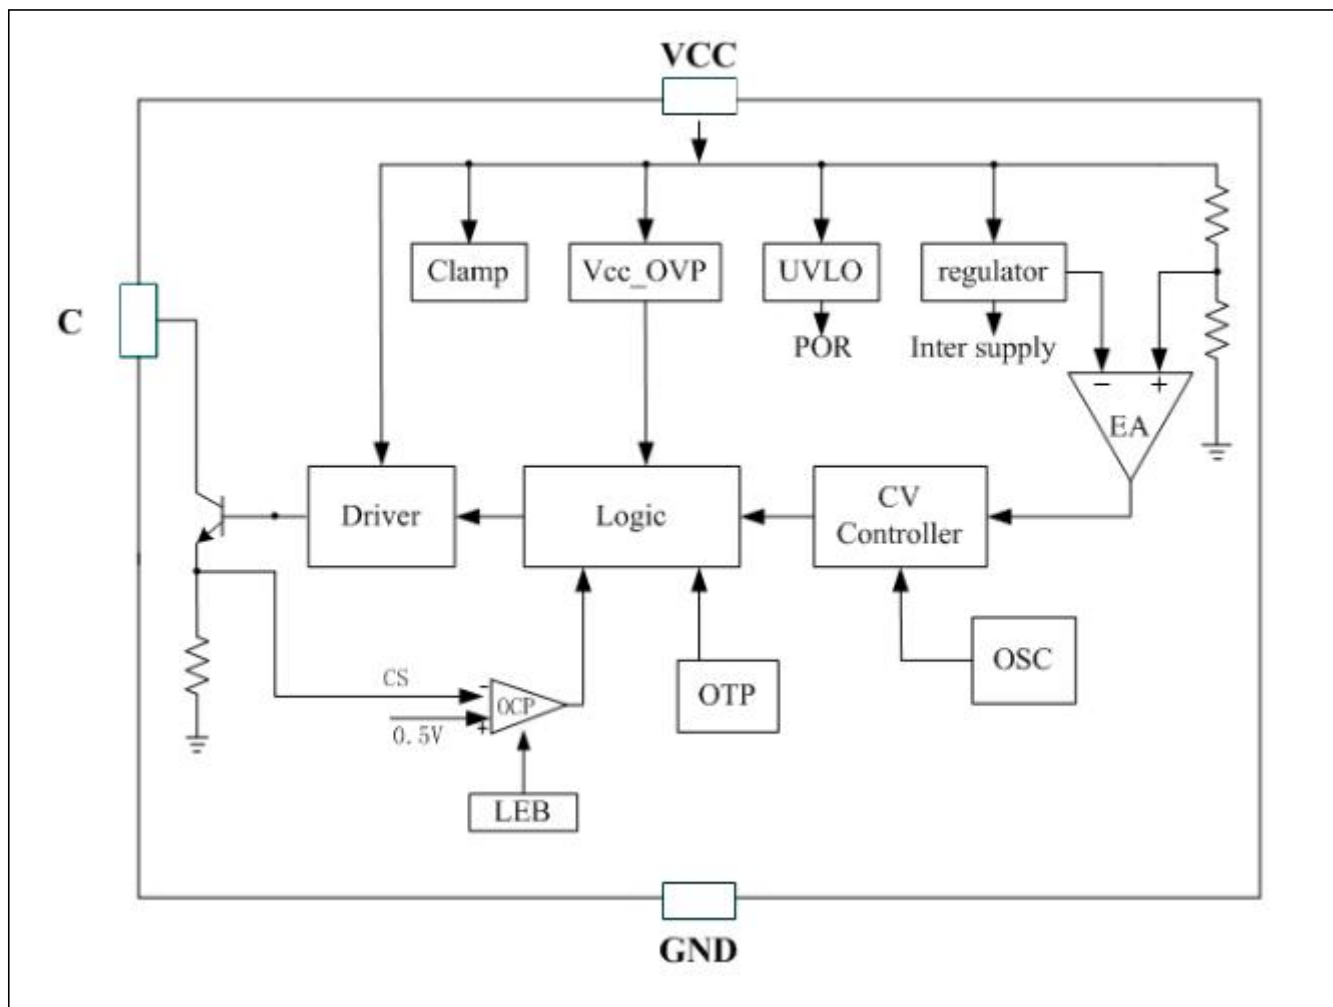 VCC
C
Clamp
Vcc_OVP
UVLO
regulator
POR
Inter supply
− +
EA
Driver
Logic
CV
Controller
CS
-
OCP
0.5V
+
OTP
OSC
LEB
GND